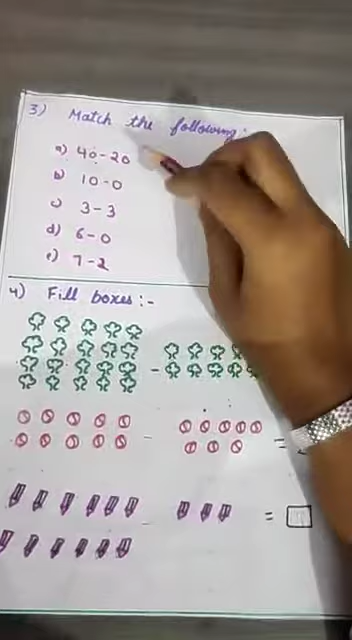 3) Match the following:
a) 40-20
b) 10-0
c) 3-3
d) 6-0
e) 7-2
4) Fill boxes:-
-
- =
- =